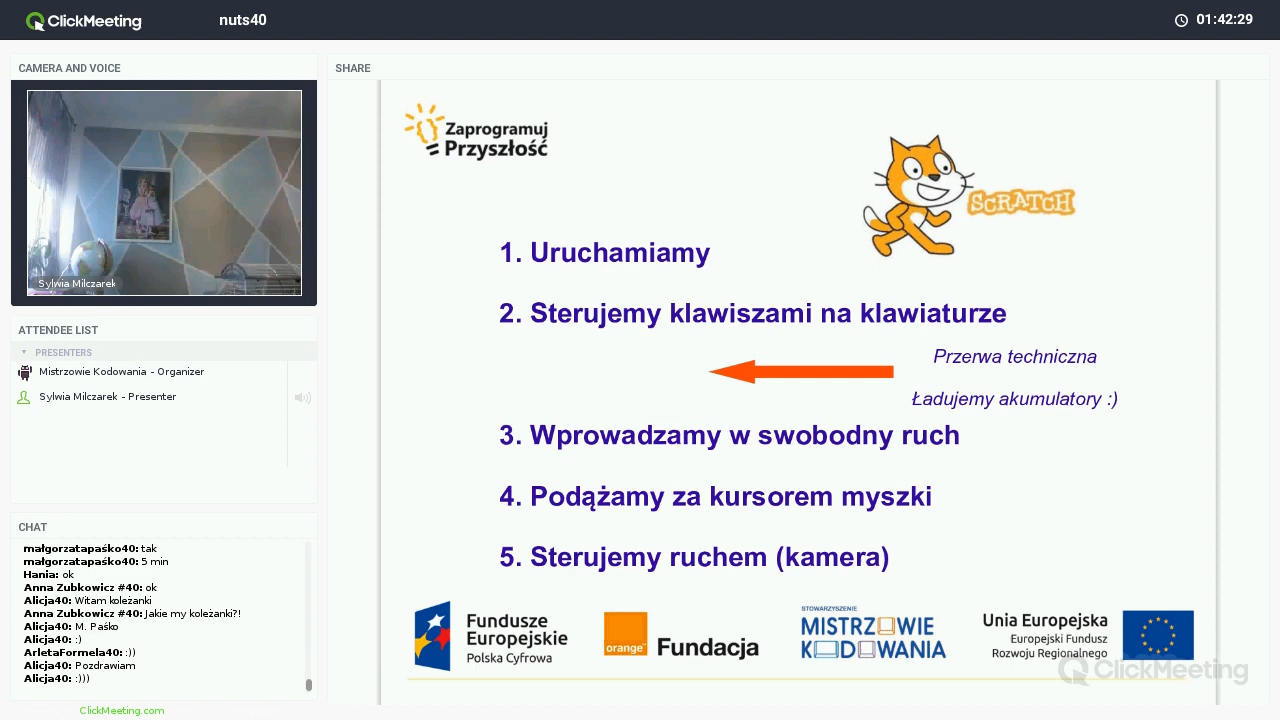 ClickMeeting
nuts40
01:42:29
CAMERA AND VOICE
Sylwia Milczarek
ATTENDEE LIST
PRESENTERS
Mistrzowie Kodowania - Organizer
Sylwia Milczarek - Presenter
CHAT
małgorzatapaśko40: tak
małgorzatapaśko40: 5 min
Hania: ok
Anna Zubkowicz #40: ok
Alicja40: Witam koleżanki
Anna Zubkowicz #40: Jakie my koleżanki?!
Alicja40: M. Paśko
Alicja40: :)
ArletaFormela40: :))
Alicja40: Pozdrawiam
Alicja40: :)))
ClickMeeting.com
SHARE
Zaprogramuj
Przyszłość
SCRATCH
1. Uruchamiamy
2. Sterujemy klawiszami na klawiaturze
Przerwa techniczna
Ładujemy akumulatory :)
3. Wprowadzamy w swobodny ruch
4. Podążamy za kursorem myszki
5. Sterujemy ruchem (kamera)
Fundusze
Europejskie
Polska Cyfrowa
orange
Fundacja
STOWARZYSZENIE
MISTRZOWIE
KODOWANIA
Unia Europejska
Europejski Fundusz
Rozwoju Regionalnego
ClickMeeting